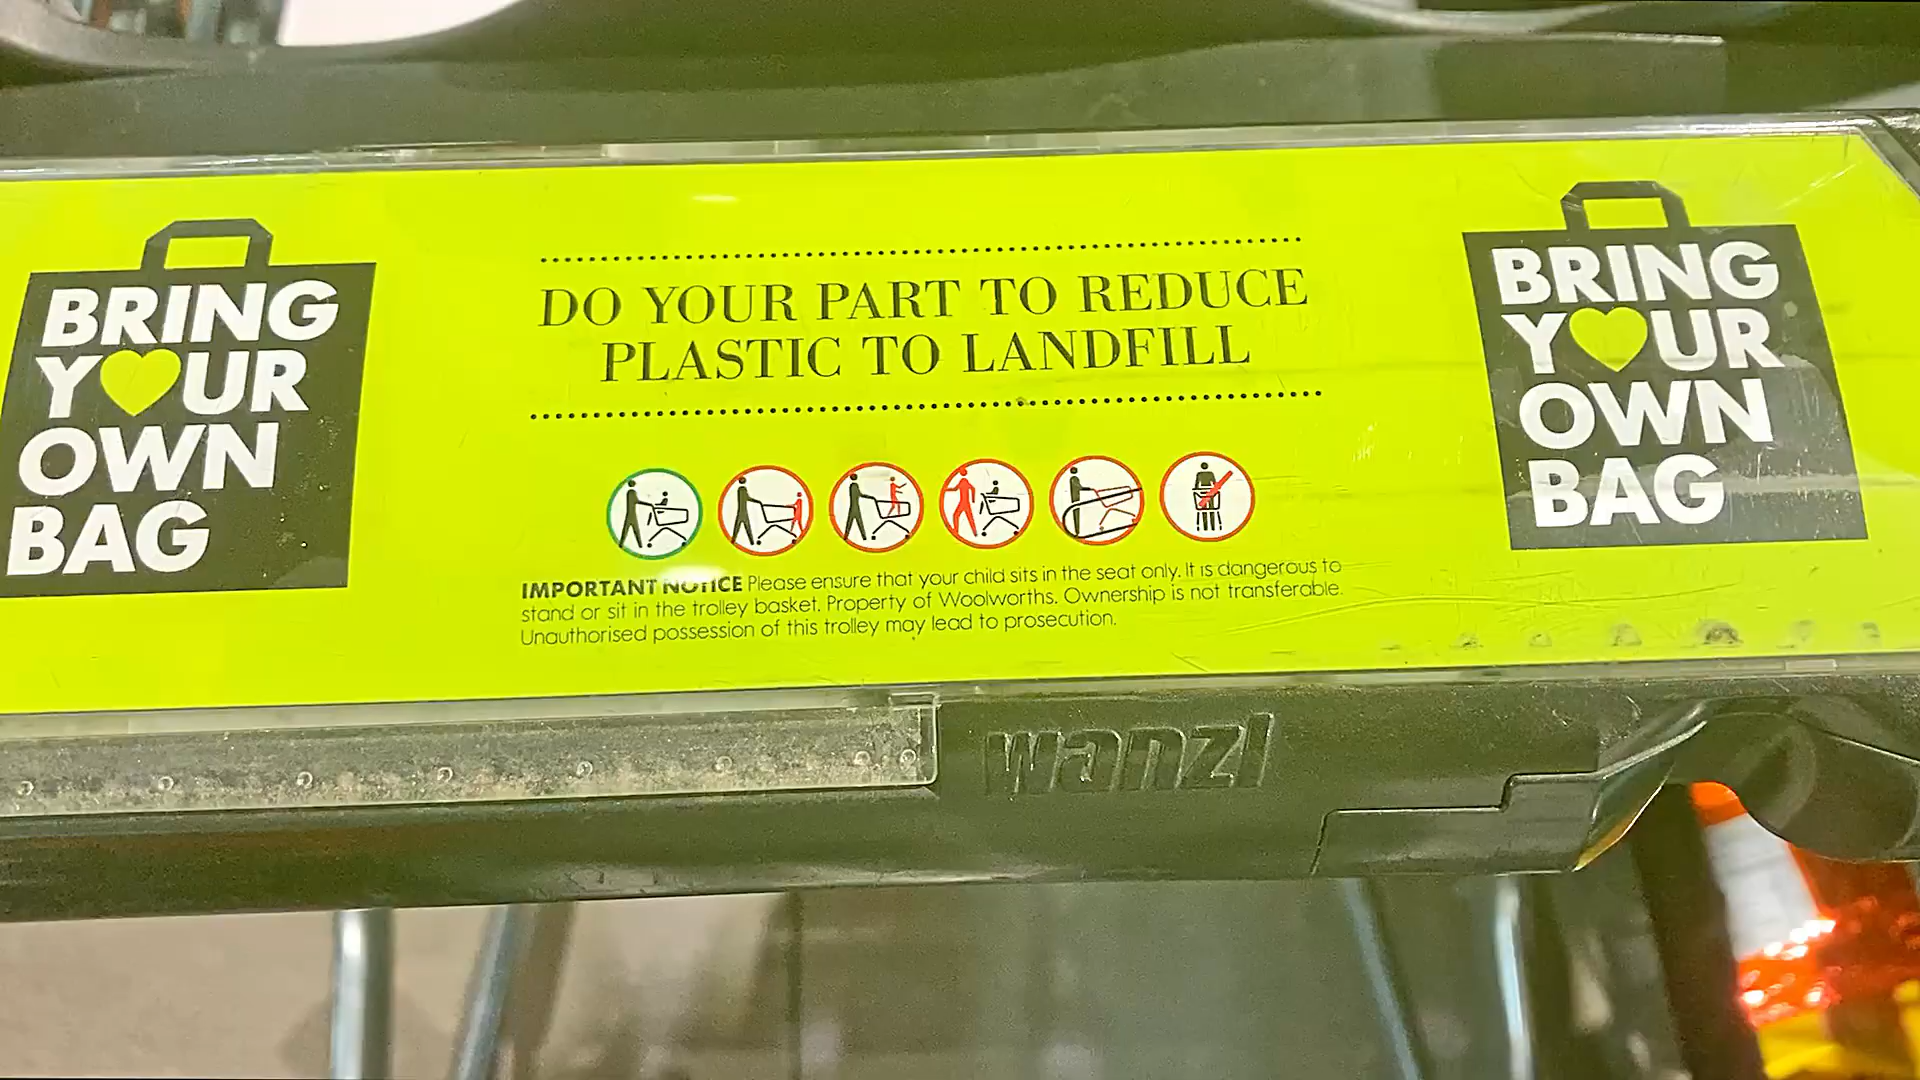 BRING
YOUR
OWN
BAG
DO YOUR PART TO REDUCE
PLASTIC TO LANDFILL
IMPORTANT NOTICE Please ensure that your child sits in the seat only. It is dangerous to
stand or sit in the trolley basket. Property of Woolworths. Ownership is not transferable.
Unauthorised possession of this trolley may lead to prosecution.
BRING
YOUR
OWN
BAG
wanzl